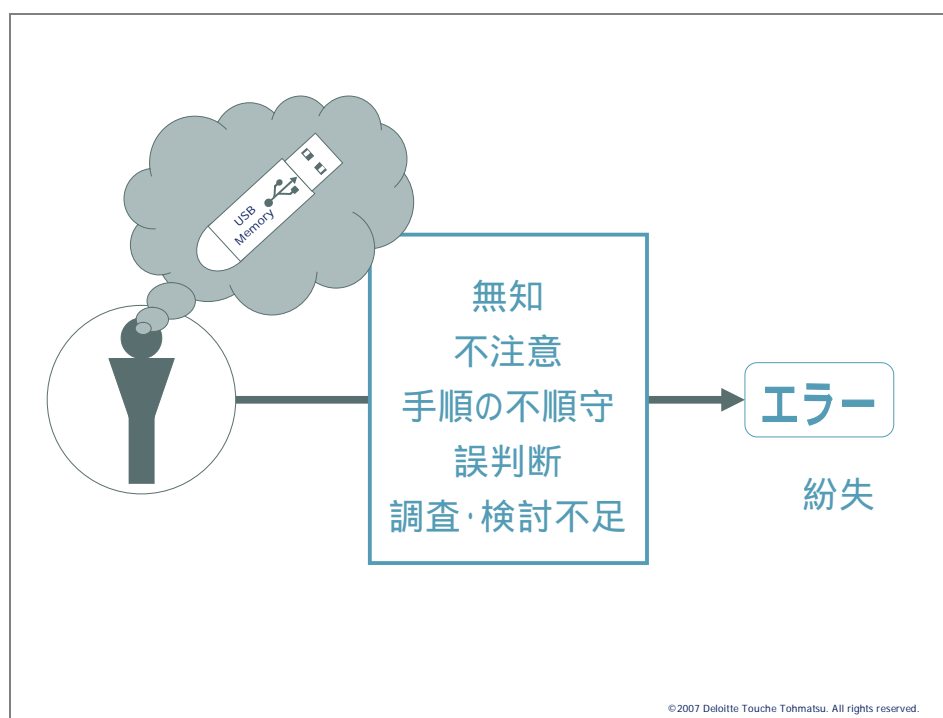 USB
Memory
無知
不注意
手順の不順守
誤判断
調査・検討不足
エラー
紛失
©2007 Deloitte Touche Tohmatsu. All rights reserved.